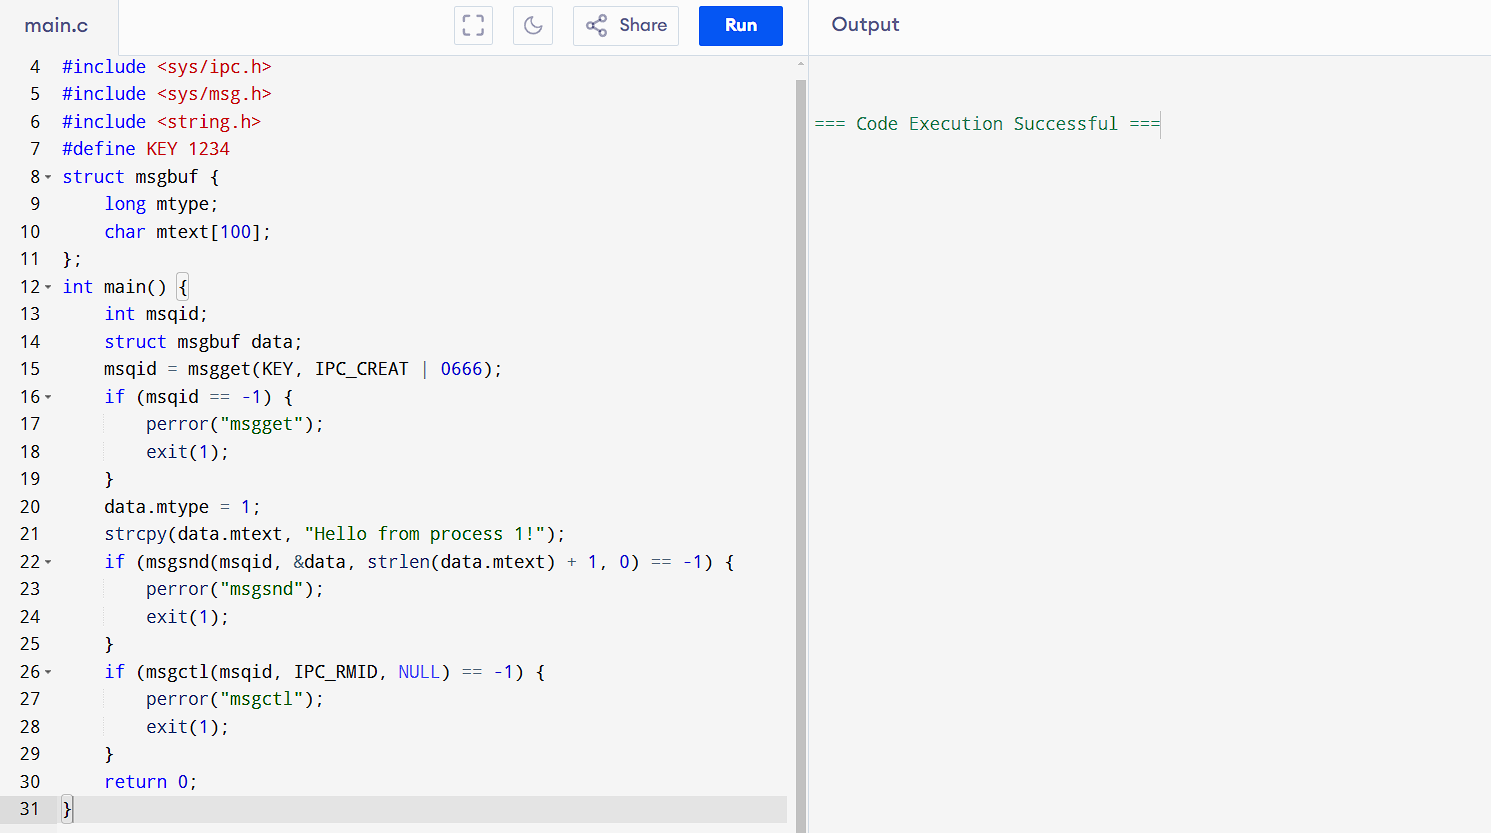 main.c
Share
Run
Output
4 #include <sys/ipc.h>
5 #include <sys/msg.h>
6 #include <string.h>
7 #define KEY 1234
8 struct msgbuf {
9     long mtype;
10     char mtext[100];
11 };
12 int main() {
13     int msqid;
14     struct msgbuf data;
15     msqid = msgget(KEY, IPC_CREAT | 0666);
16     if (msqid == -1) {
17         perror("msgget");
18         exit(1);
19     }
20     data.mtype = 1;
21     strcpy(data.mtext, "Hello from process 1!");
22     if (msgsnd(msqid, &data, strlen(data.mtext) + 1, 0) == -1) {
23         perror("msgsnd");
24         exit(1);
25     }
26     if (msgctl(msqid, IPC_RMID, NULL) == -1) {
27         perror("msgctl");
28         exit(1);
29     }
30     return 0;
31 }
=== Code Execution Successful ===